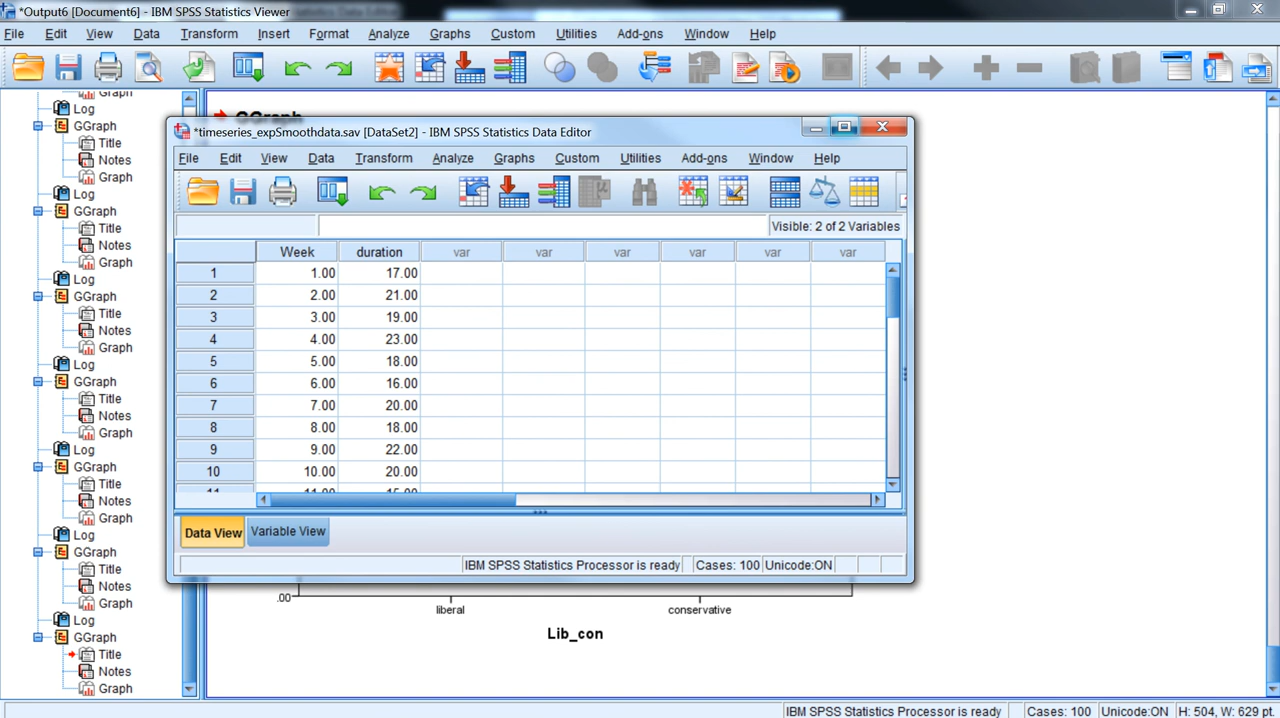 *Output6 [Document6] - IBM SPSS Statistics Viewer
File Edit View Data Transform Insert Format Analyze Graphs Custom Utilities Add-ons Window Help
Graph
Log
GGraph
Title
Notes
Graph
Log
GGraph
Title
Notes
Graph
Log
GGraph
Title
Notes
Graph
Log
GGraph
Title
Notes
Graph
Log
GGraph
Title
Notes
Graph
Log
GGraph
Title
Notes
Graph
Log
GGraph
Title
Notes
Graph
GGraph
*timeseries_expSmoothdata.sav [DataSet2] - IBM SPSS Statistics Data Editor
File Edit View Data Transform Analyze Graphs Custom Utilities Add-ons Window Help
Visible: 2 of 2 Variables
Week duration var var var var var var
1 1.00 17.00
2 2.00 21.00
3 3.00 19.00
4 4.00 23.00
5 5.00 18.00
6 6.00 16.00
7 7.00 20.00
8 8.00 18.00
9 9.00 22.00
10 10.00 20.00
Data View Variable View
IBM SPSS Statistics Processor is ready Cases: 100 Unicode:ON
.00
liberal conservative
Lib_con
IBM SPSS Statistics Processor is ready Cases: 100 Unicode:ON H: 504, W: 629 pt.